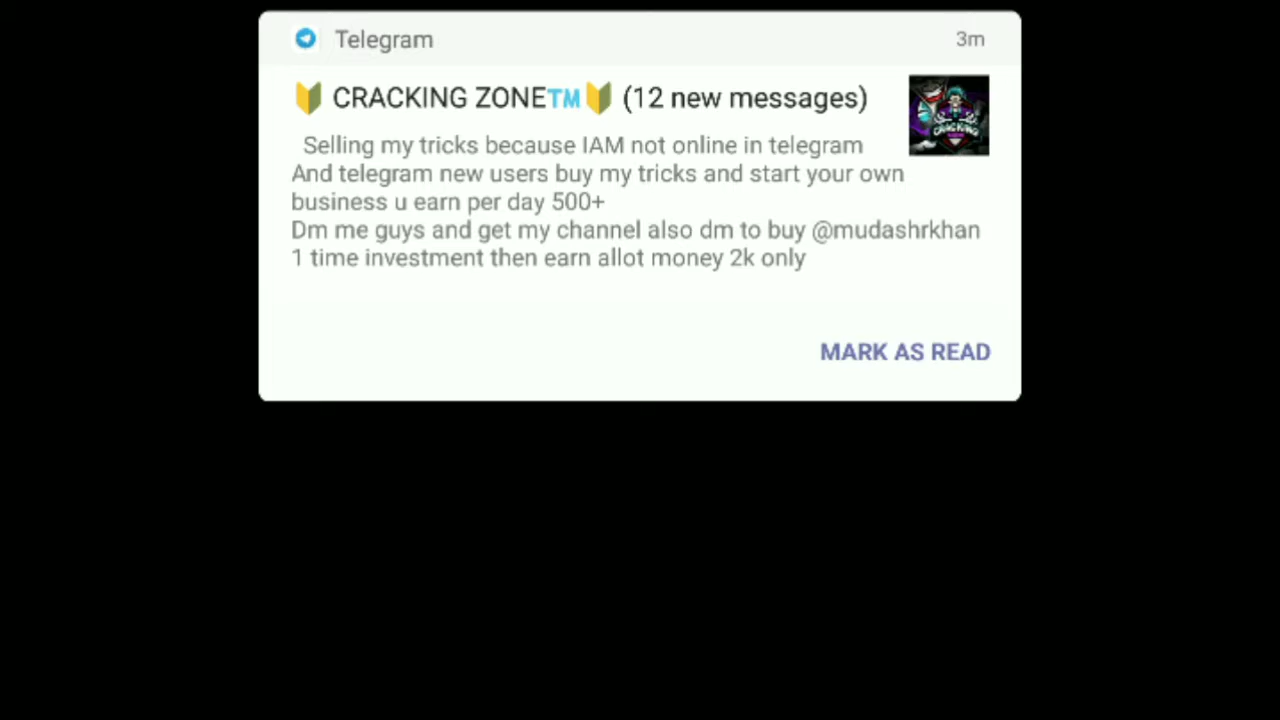 Telegram 3m
🔰 CRACKING ZONE™️🔰 (12 new messages)
Selling my tricks because IAM not online in telegram
And telegram new users buy my tricks and start your own
business u earn per day 500+
Dm me guys and get my channel also dm to buy @mudashrkhan
1 time investment then earn allot money 2k only
MARK AS READ
CRACKING